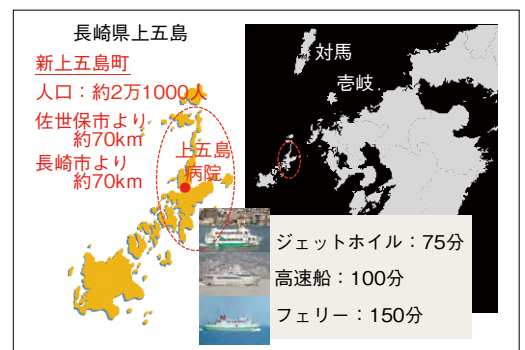 長崎県上五島
新上五島町
人口：約2万1000人
佐世保市より
約70km
長崎市より
約70km
上五島
病院
対馬
壱岐
ジェットホイル：75分
高速船：100分
フェリー：150分